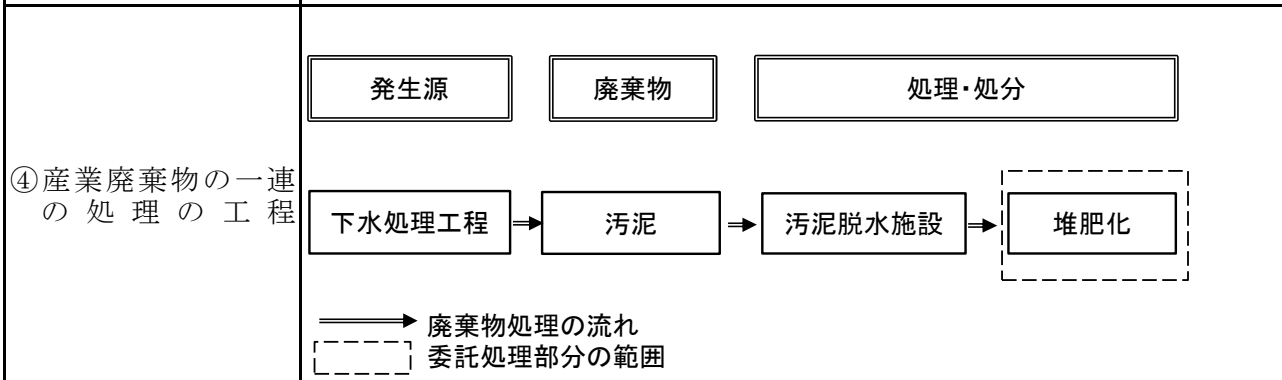 ④産業廃棄物の一連
の処理の工程
発生源
廃棄物
処理・処分
下水処理工程
汚泥
汚泥脱水施設
堆肥化
廃棄物処理の流れ
委託処理部分の範囲